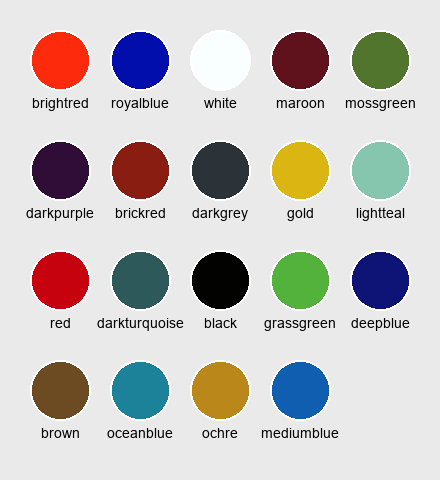 brightred royalblue white maroon mossgreen
darkpurple brickred darkgrey gold lightteal
red darkturquoise black grassgreen deepblue
brown oceanblue ochre mediumblue